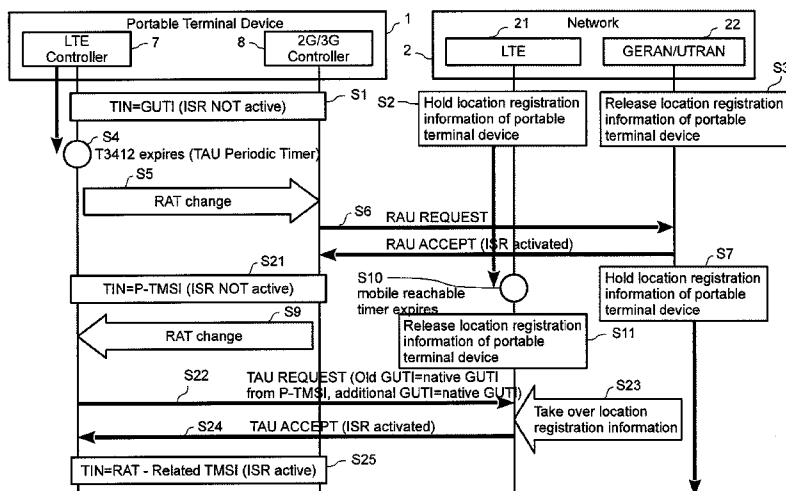 Portable Terminal Device
1
Network
LTE
Controller
7
8
2G/3G
Controller
2
21
LTE
22
GERAN/UTRAN
TIN=GUTI (ISR NOT active)
S1
S2
Hold location registration
information of portable
terminal device
S3
Release location registration
information of portable
terminal device
S4
T3412 expires (TAU Periodic Timer)
S5
RAT change
S6
RAU REQUEST
RAU ACCEPT (ISR activated)
S21
TIN=P-TMSI (ISR NOT active)
S7
Hold location registration
information of portable
terminal device
S10
mobile reachable
timer expires
S9
RAT change
Release location registration
information of portable
terminal device
S11
S22
TAU REQUEST (Old GUTI=native GUTI
from P-TMSI, additional GUTI=native GUTI)
S23
Take over location
registration information
S24
TAU ACCEPT (ISR activated)
TIN=RAT - Related TMSI (ISR active)
S25